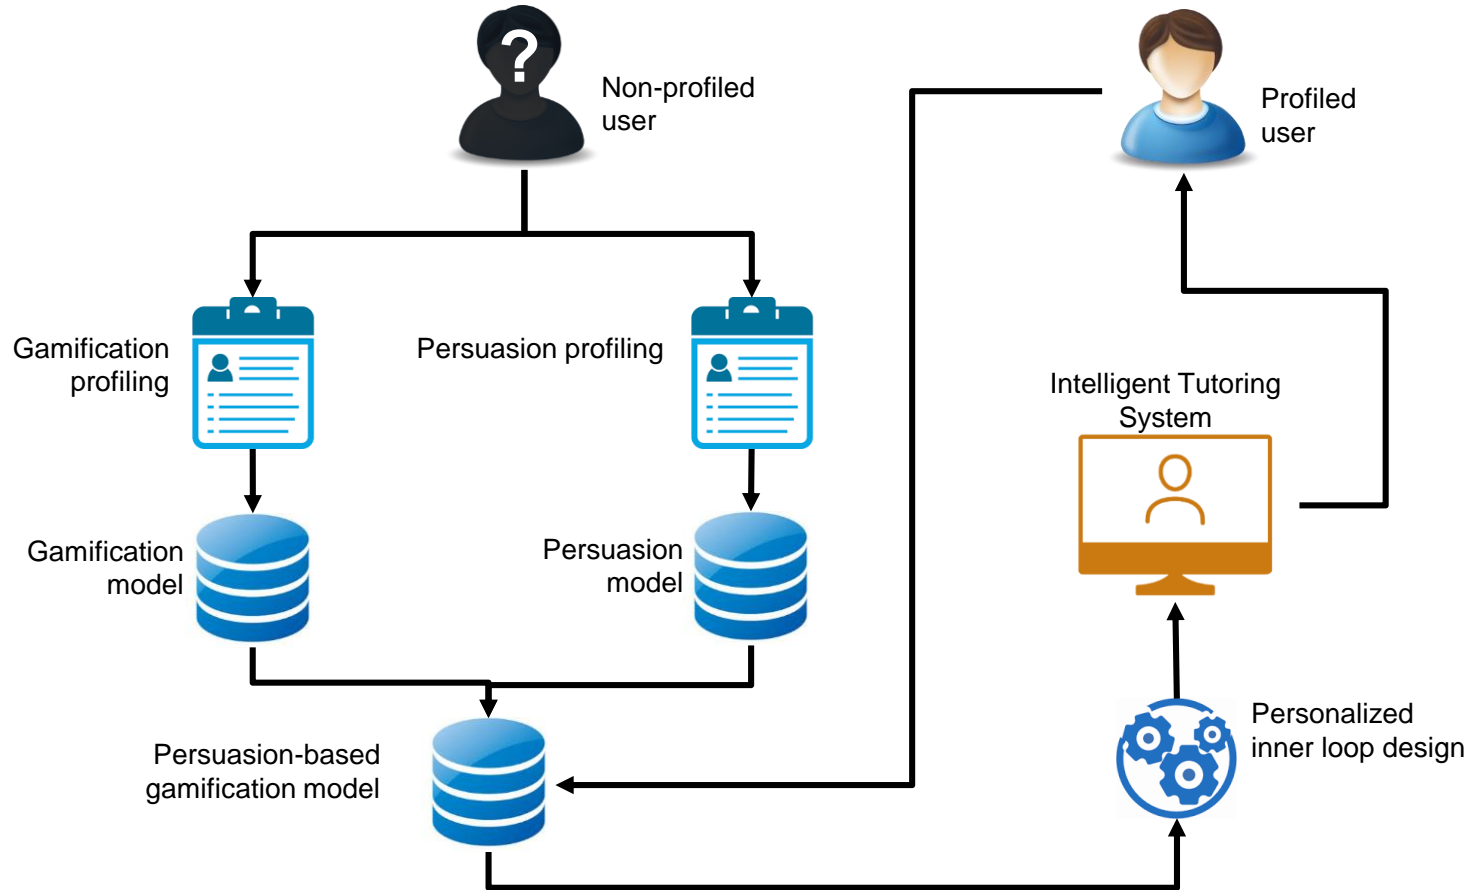 ?
Non-profiled
user
Profiled
user
Gamification
profiling
Persuasion profiling
Intelligent Tutoring
System
Gamification
model
Persuasion
model
Personalized
inner loop design
Persuasion-based
gamification model